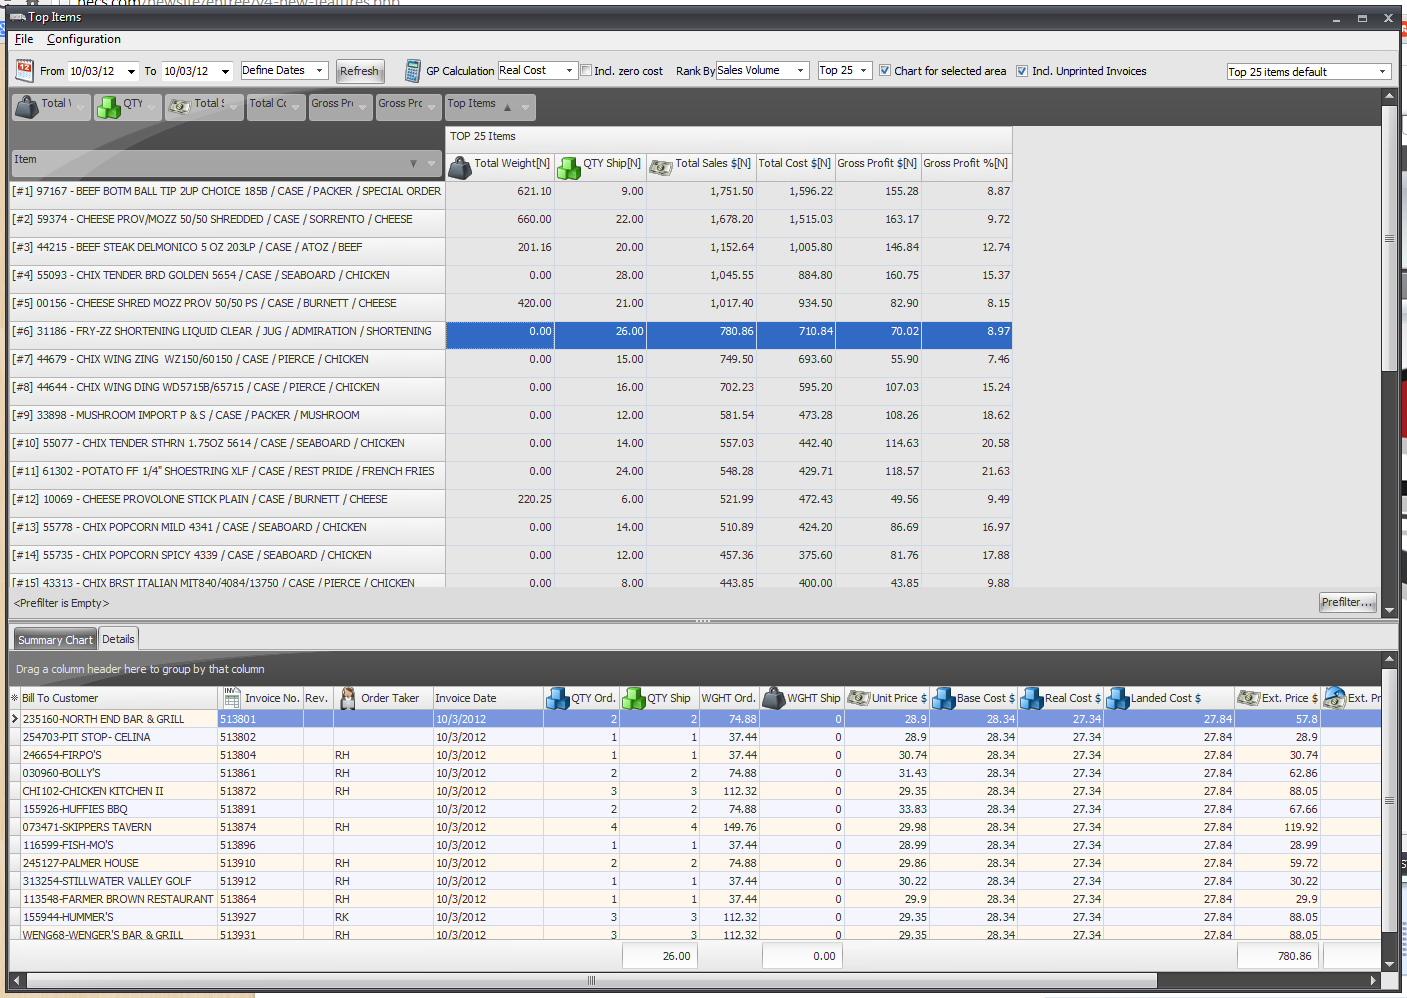 necs.com/newsite/entree/v4-new-features.php
Top Items
File Configuration
From 10/03/12 To 10/03/12 Define Dates Refresh GP Calculation Real Cost Incl. zero cost Rank By Sales Volume Top 25 Chart for selected area Incl. Unprinted Invoices Top 25 items default
Total QTY Total S Total Co Gross Pr Gross Prc Top Items
TOP 25 Items
Item Total Weight[N] QTY Ship[N] Total Sales $[N] Total Cost $[N] Gross Profit $[N] Gross Profit %[N]
[#1] 97167 - BEEF BOTM BALL TIP 2UP CHOICE 185B / CASE / PACKER / SPECIAL ORDER 621.10 9.00 1,751.50 1,596.22 155.28 8.87
[#2] 59374 - CHEESE PROV/MOZZ 50/50 SHREDDED / CASE / SORRENTO / CHEESE 660.00 22.00 1,678.20 1,515.03 163.17 9.72
[#3] 44215 - BEEF STEAK DELMONICO 5 OZ 203LP / CASE / ATOZ / BEEF 201.16 20.00 1,152.64 1,005.80 146.84 12.74
[#4] 55093 - CHIX TENDER BRD GOLDEN 5654 / CASE / SEABOARD / CHICKEN 0.00 28.00 1,045.55 884.80 160.75 15.37
[#5] 00156 - CHEESE SHRED MOZZ PROV 50/50 PS / CASE / BURNETT / CHEESE 420.00 21.00 1,017.40 934.50 82.90 8.15
[#6] 31186 - FRY-ZZ SHORTENING LIQUID CLEAR / JUG / ADMIRATION / SHORTENING 0.00 26.00 780.86 710.84 70.02 8.97
[#7] 44679 - CHIX WING ZING WZ150/60150 / CASE / PIERCE / CHICKEN 0.00 15.00 749.50 693.60 55.90 7.46
[#8] 44644 - CHIX WING DING WD5715B/65715 / CASE / PIERCE / CHICKEN 0.00 16.00 702.23 595.20 107.03 15.24
[#9] 33898 - MUSHROOM IMPORT P & S / CASE / PACKER / MUSHROOM 0.00 12.00 581.54 473.28 108.26 18.62
[#10] 55077 - CHIX TENDER STHRN 1.75OZ 5614 / CASE / SEABOARD / CHICKEN 0.00 14.00 557.03 442.40 114.63 20.58
[#11] 61302 - POTATO FF 1/4" SHOESTRING XLF / CASE / REST PRIDE / FRENCH FRIES 0.00 24.00 548.28 429.71 118.57 21.63
[#12] 10069 - CHEESE PROVOLONE STICK PLAIN / CASE / BURNETT / CHEESE 220.25 6.00 521.99 472.43 49.56 9.49
[#13] 55778 - CHIX POPCORN MILD 4341 / CASE / SEABOARD / CHICKEN 0.00 14.00 510.89 424.20 86.69 16.97
[#14] 55735 - CHIX POPCORN SPICY 4339 / CASE / SEABOARD / CHICKEN 0.00 12.00 457.36 375.60 81.76 17.88
[#15] 43313 - CHIX BRST ITALIAN MIT840/4084/13750 / CASE / PIERCE / CHICKEN 0.00 8.00 443.85 400.00 43.85 9.88
<Prefilter is Empty> Prefilter...
Summary Chart Details
Drag a column header here to group by that column
Bill To Customer INV Invoice No. Rev. Order Taker Invoice Date QTY Ord. QTY Ship WGHT Ord. WGHT Ship Unit Price $ Base Cost $ Real Cost $ Landed Cost $ Ext. Price $ Ext. Pr
235160-NORTH END BAR & GRILL 513801 10/3/2012 2 2 74.88 0 28.9 28.34 27.34 27.84 57.8
254703-PIT STOP- CELINA 513802 10/3/2012 1 1 37.44 0 28.9 28.34 27.34 27.84 28.9
246654-FIRPO'S 513804 RH 10/3/2012 1 1 37.44 0 30.74 28.34 27.34 27.84 30.74
030960-BOLLY'S 513861 RH 10/3/2012 2 2 74.88 0 31.43 28.34 27.34 27.84 62.86
CHI102-CHICKEN KITCHEN II 513872 RH 10/3/2012 3 3 112.32 0 29.35 28.34 27.34 27.84 88.05
155926-HUFFIES BBQ 513891 10/3/2012 2 2 74.88 0 33.83 28.34 27.34 27.84 67.66
073471-SKIPPERS TAVERN 513874 RH 10/3/2012 4 4 149.76 0 29.98 28.34 27.34 27.84 119.92
116599-FISH-MO'S 513896 10/3/2012 1 1 37.44 0 28.99 28.34 27.34 27.84 28.99
245127-PALMER HOUSE 513910 RH 10/3/2012 2 2 74.88 0 29.86 28.34 27.34 27.84 59.72
313254-STILLWATER VALLEY GOLF 513912 RH 10/3/2012 1 1 37.44 0 30.22 28.34 27.34 27.84 30.22
113548-FARMER BROWN RESTAURANT 513864 RH 10/3/2012 1 1 37.44 0 29.9 28.34 27.34 27.84 29.9
155944-HUMMER'S 513927 RK 10/3/2012 3 3 112.32 0 29.35 28.34 27.34 27.84 88.05
WENG68-WENGER'S BAR & GRILL 513931 RH 10/3/2012 3 3 112.32 0 29.35 28.34 27.34 27.84 88.05
26.00 0.00 780.86